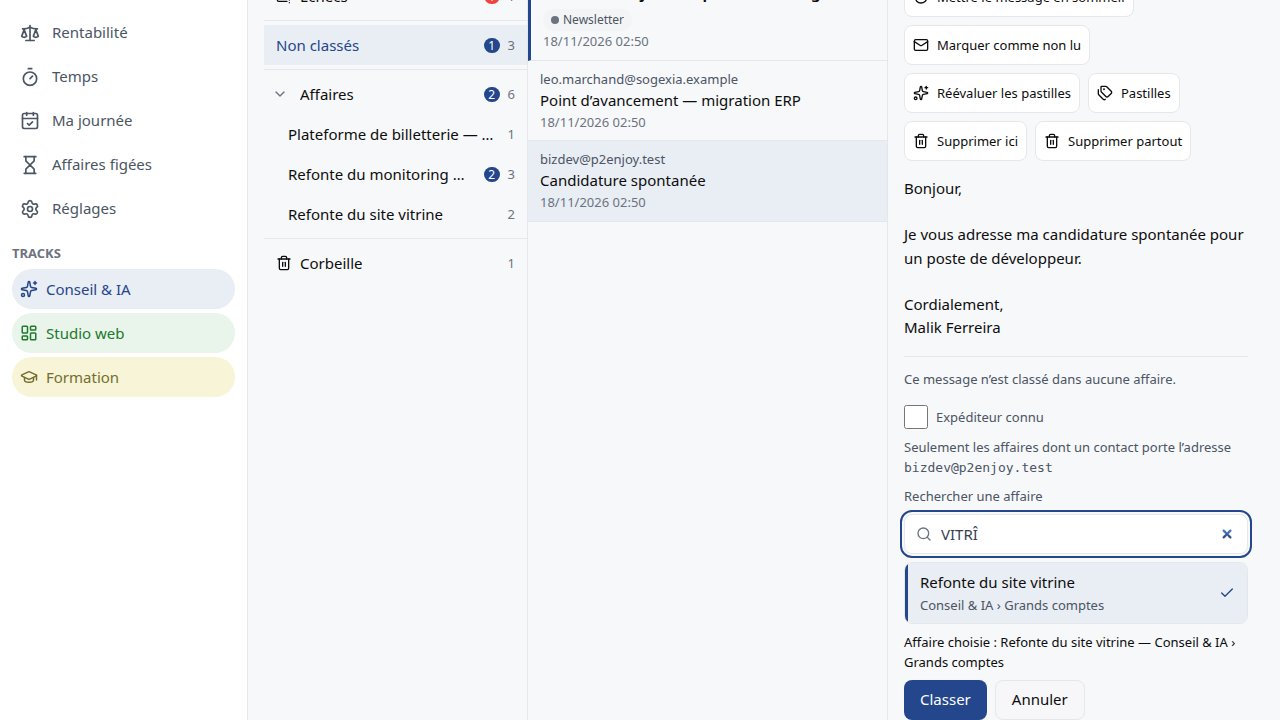 Rentabilité
Temps
Ma journée
Affaires figées
Réglages
TRACKS
Conseil & IA
Studio web
Formation
Non classés 1 3
Affaires 2 6
Plateforme de billetterie — ... 1
Refonte du monitoring ... 2 3
Refonte du site vitrine 2
Corbeille 1
Newsletter
18/11/2026 02:50
leo.marchand@sogexia.example
Point d’avancement — migration ERP
18/11/2026 02:50
bizdev@p2enjoy.test
Candidature spontanée
18/11/2026 02:50
Marquer comme non lu
Réévaluer les pastilles
Pastilles
Supprimer ici
Supprimer partout
Bonjour,
Je vous adresse ma candidature spontanée pour
un poste de développeur.
Cordialement,
Malik Ferreira
Ce message n’est classé dans aucune affaire.
Expéditeur connu
Seulement les affaires dont un contact porte l’adresse
bizdev@p2enjoy.test
Rechercher une affaire
VITRÎ
Refonte du site vitrine
Conseil & IA › Grands comptes
Affaire choisie : Refonte du site vitrine — Conseil & IA ›
Grands comptes
Classer
Annuler